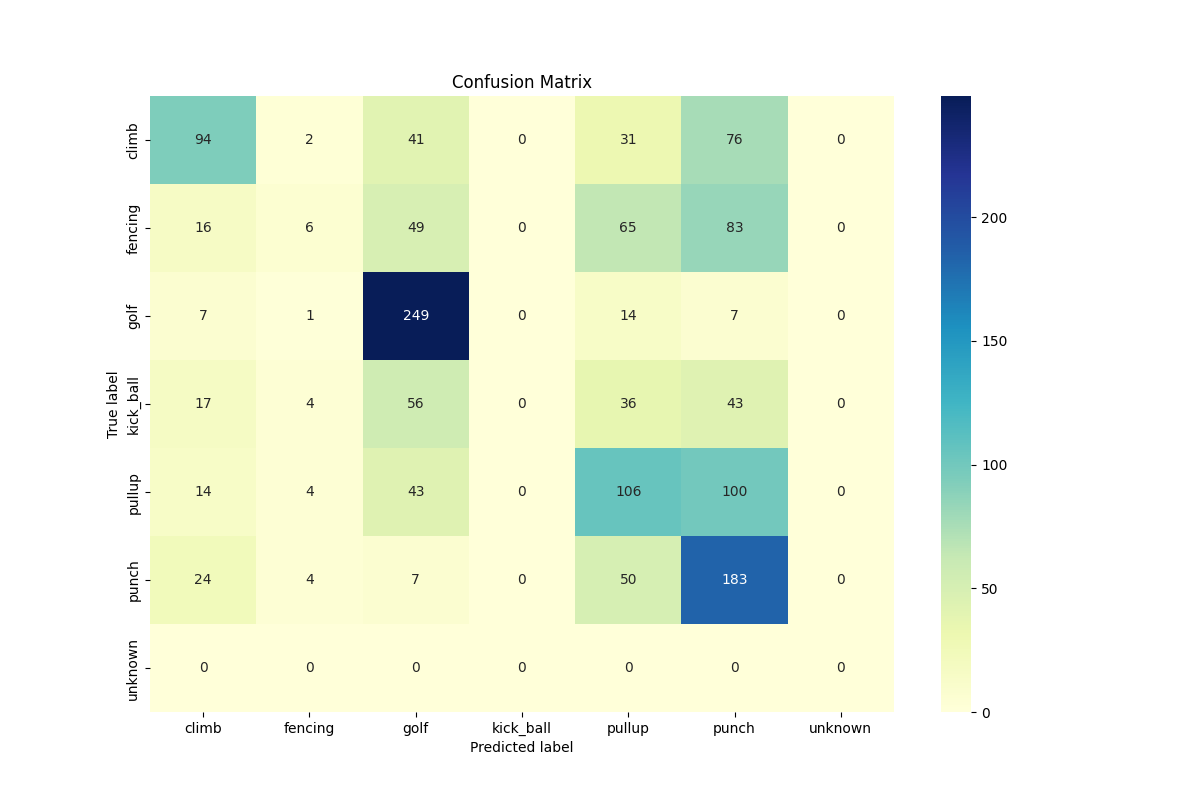 Confusion Matrix
climb 94 2 41 0 31 76 0
fencing 16 6 49 0 65 83 0
golf 7 1 249 0 14 7 0
kick_ball 17 4 56 0 36 43 0
pullup 14 4 43 0 106 100 0
punch 24 4 7 0 50 183 0
unknown 0 0 0 0 0 0 0
True label
climb fencing golf kick_ball pullup punch unknown
Predicted label
200
150
100
50
0